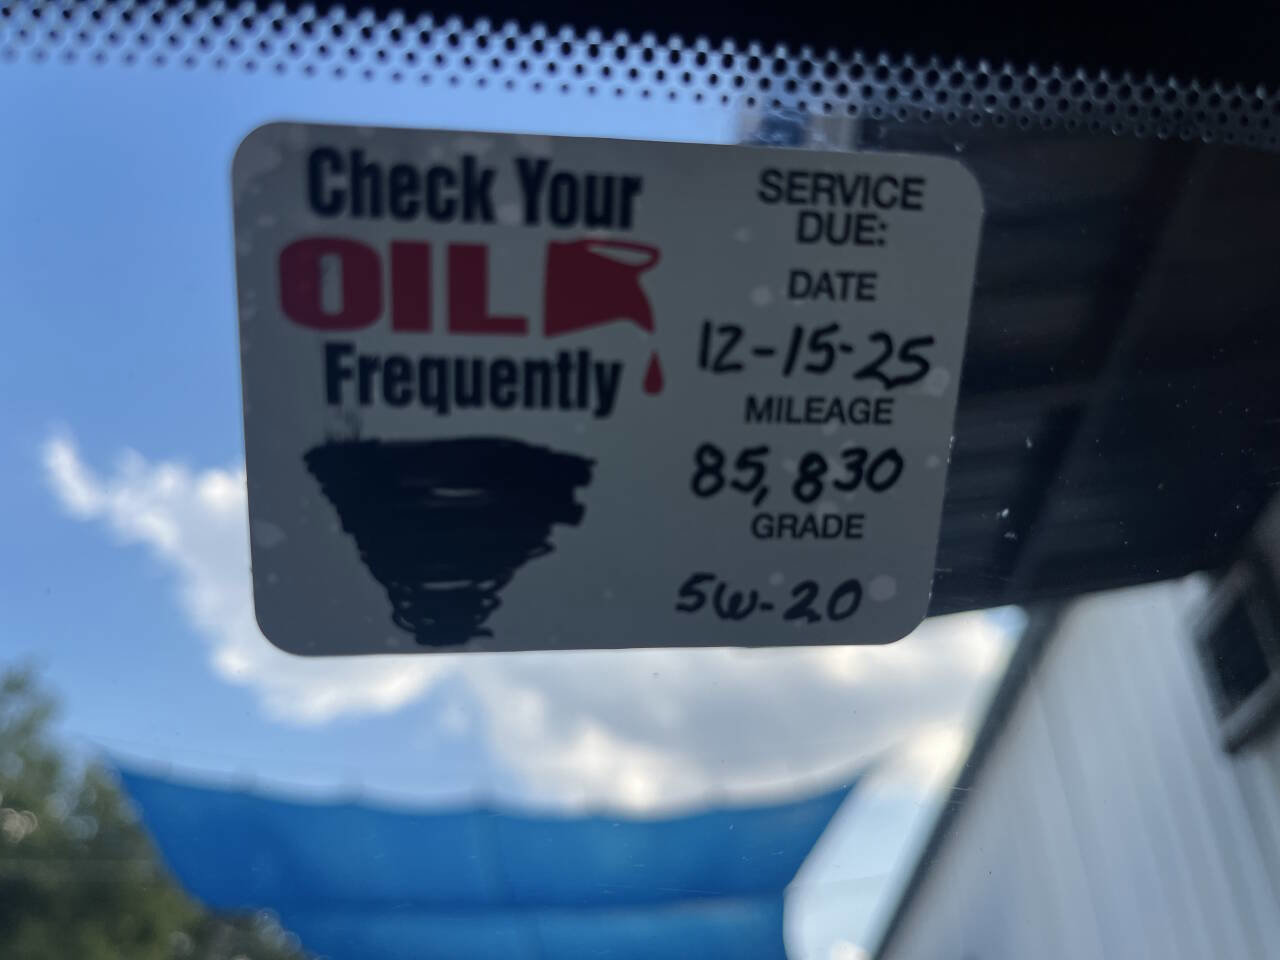 Check Your
OIL
Frequently
SERVICE
DUE:
DATE
12-15-25
MILEAGE
85,830
GRADE
5W-20